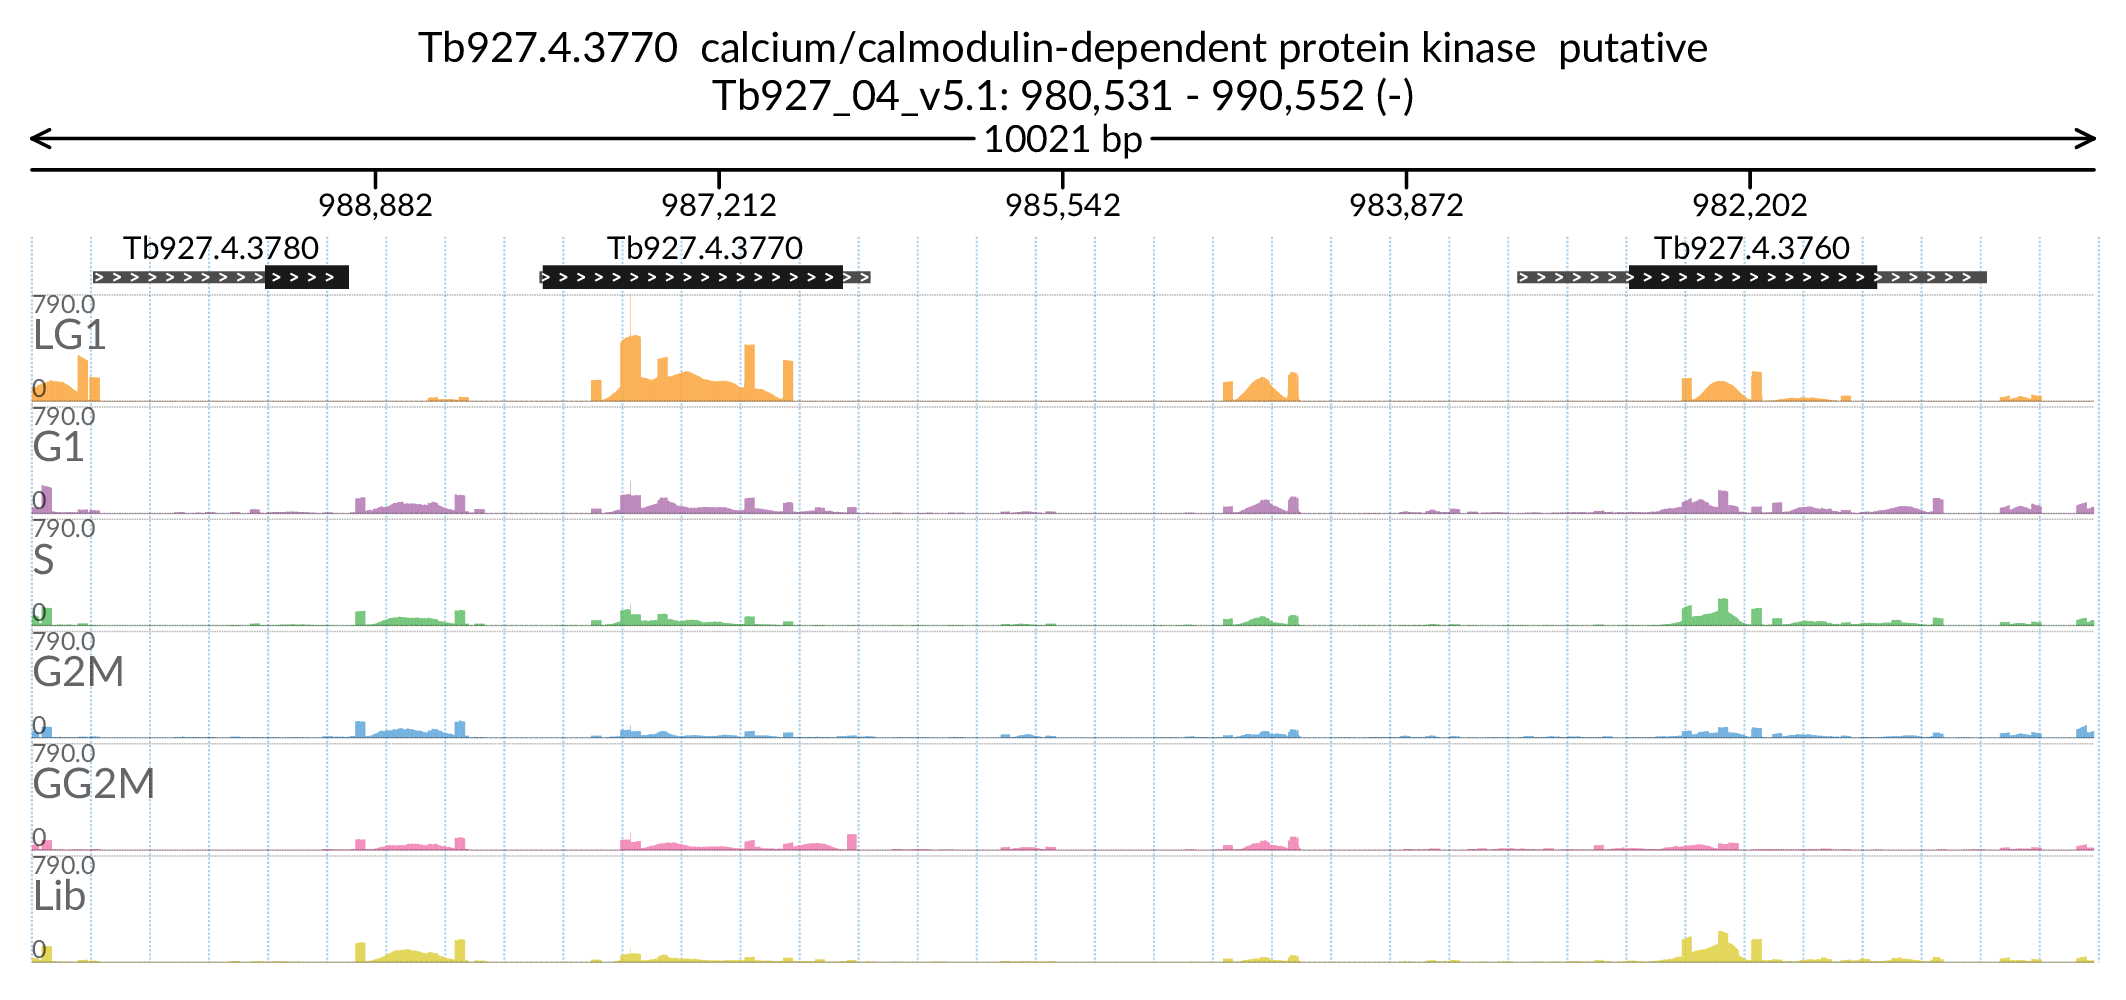 Tb927.4.3770  calcium/calmodulin-dependent protein kinase  putative
Tb927_04_v5.1: 980,531 - 990,552 (-)
10021 bp
988,882 987,212 985,542 983,872 982,202
Tb927.4.3780 Tb927.4.3770 Tb927.4.3760
790.0
LG1
0
790.0
G1
0
790.0
S
0
790.0
G2M
0
790.0
GG2M
0
790.0
Lib
0